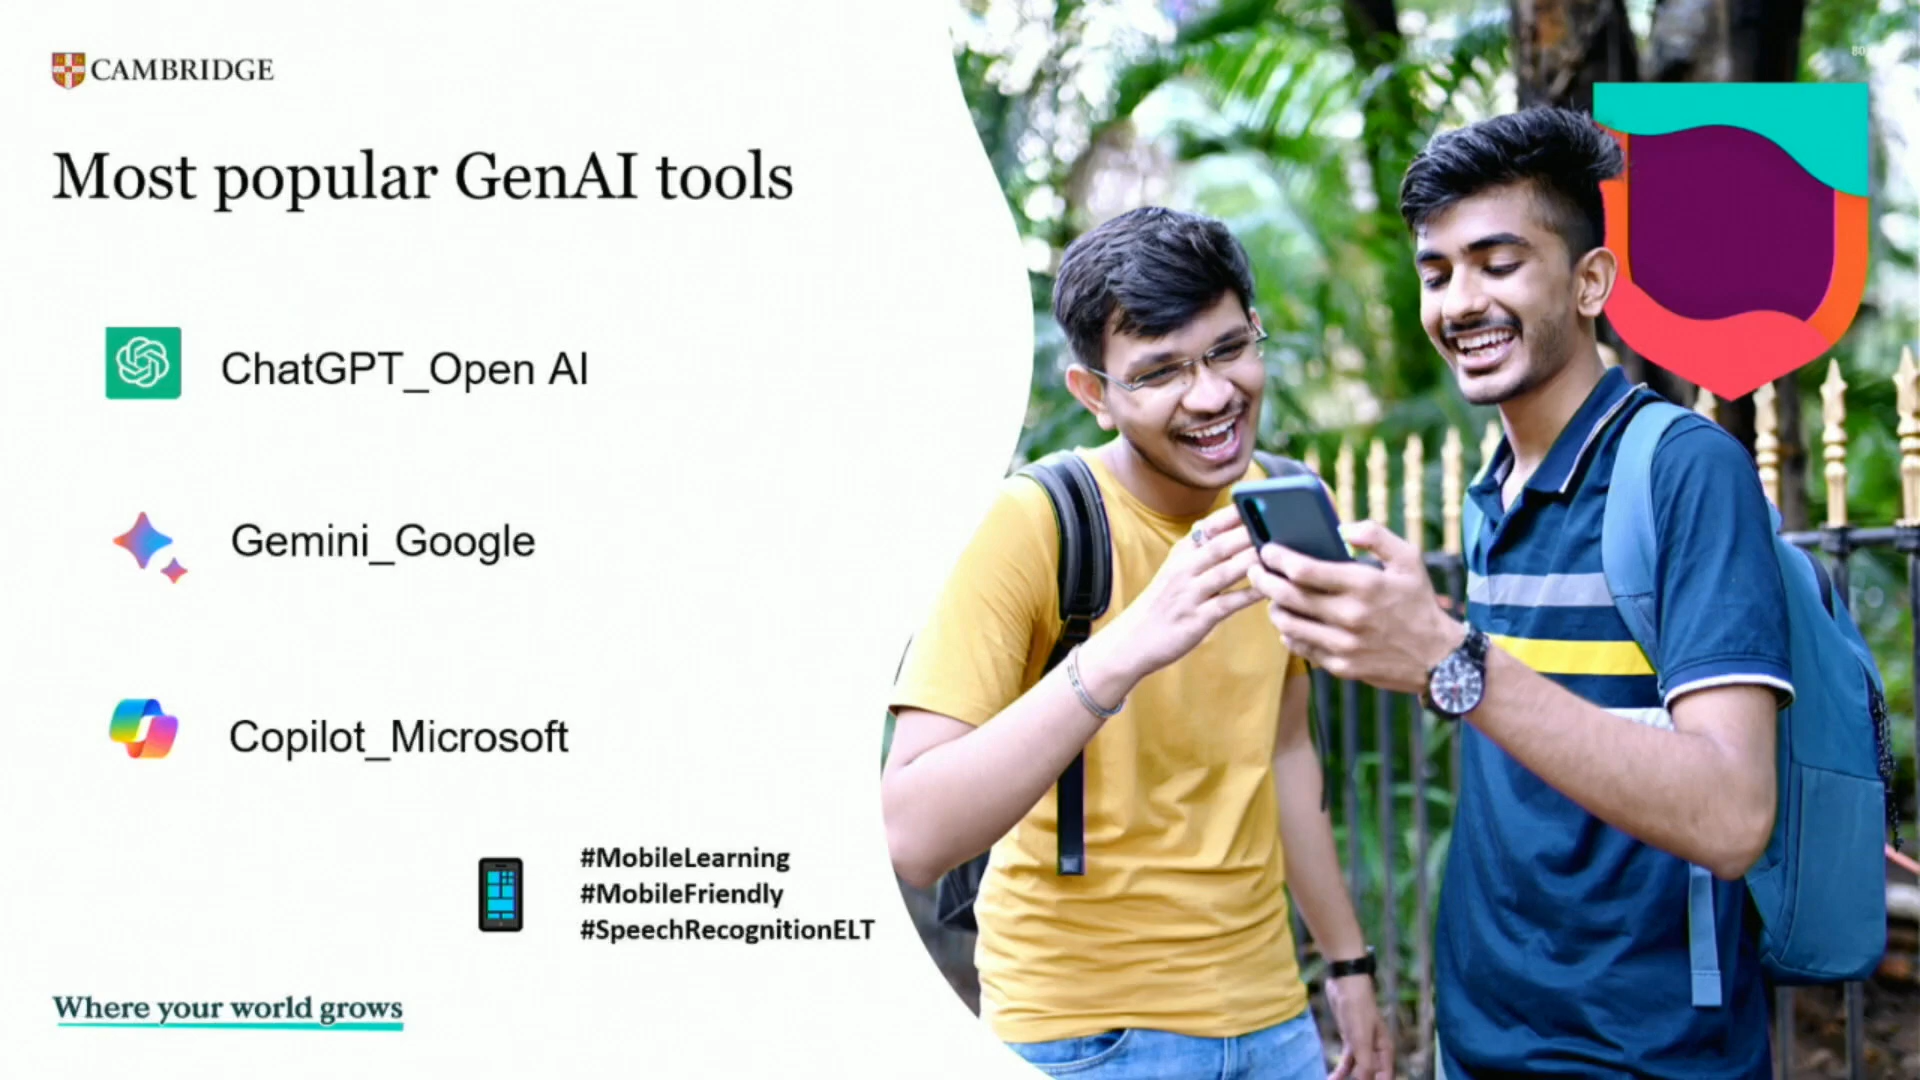 CAMBRIDGE
Most popular GenAI tools
ChatGPT_Open AI
Gemini_Google
Copilot_Microsoft
#MobileLearning
#MobileFriendly
#SpeechRecognitionELT
Where your world grows